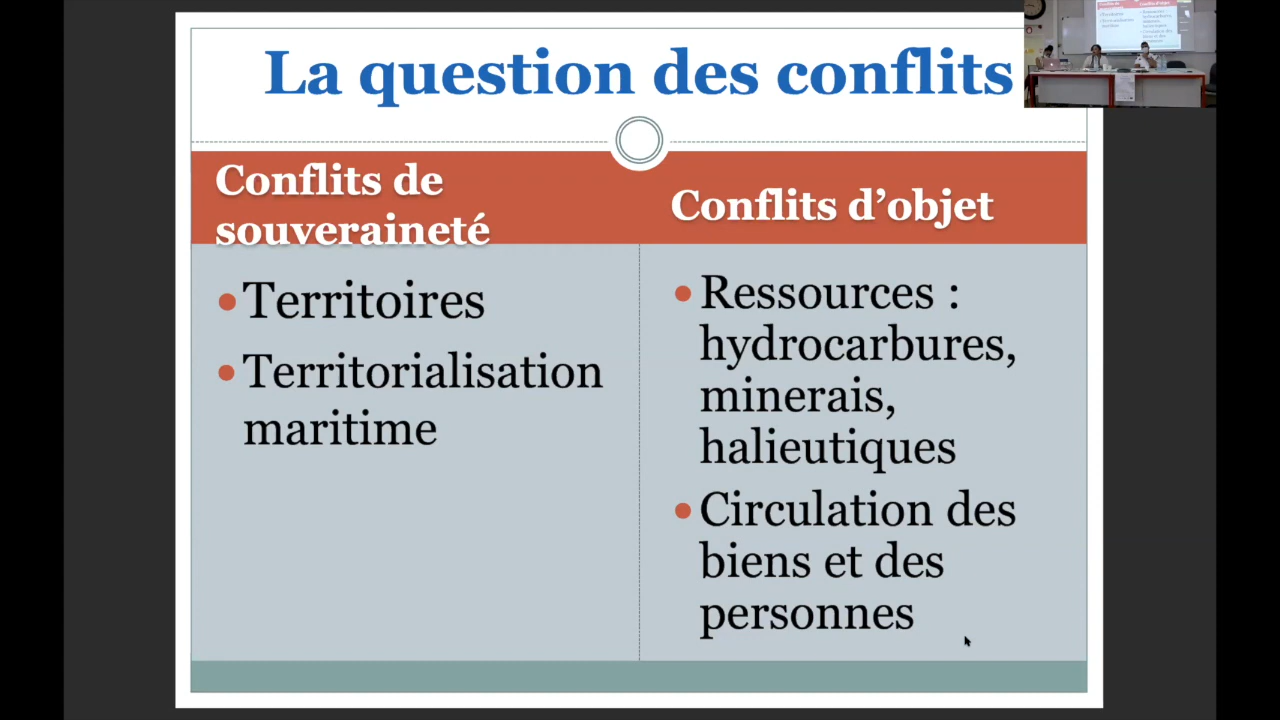 La question des conflits
Conflits de
souveraineté
Territoires
Territorialisation
maritime
Conflits d’objet
Ressources :
hydrocarbures,
minerais,
halieutiques
Circulation des
biens et des
personnes